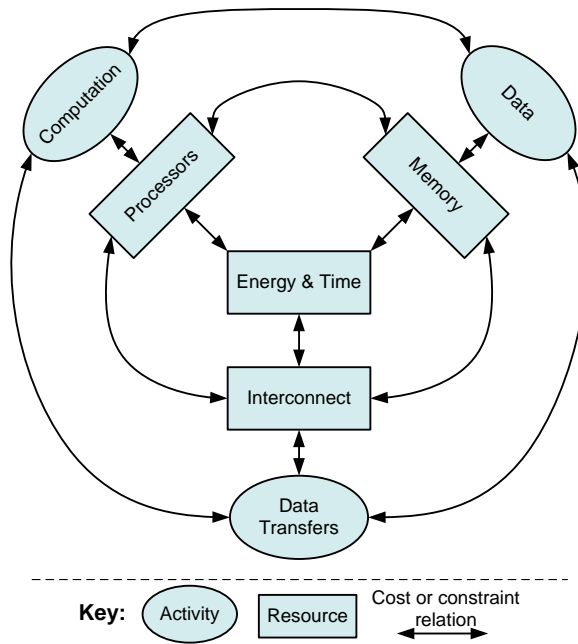 Computation
Data
Processors
Memory
Energy & Time
Interconnect
Data
Transfers
Key:
Activity
Resource
Cost or constraint
relation